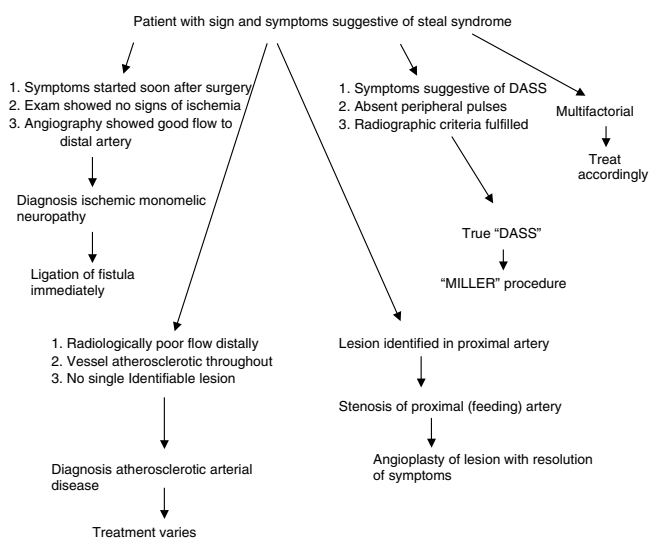 Patient with sign and symptoms suggestive of steal syndrome
1. Symptoms started soon after surgery
2. Exam showed no signs of ischemia
3. Angiography showed good flow to
distal artery
Diagnosis ischemic monomelic
neuropathy
Ligation of fistula
immediately
1. Radiologically poor flow distally
2. Vessel atherosclerotic throughout
3. No single Identifiable lesion
Diagnosis atherosclerotic arterial
disease
Treatment varies
Lesion identified in proximal artery
Stenosis of proximal (feeding) artery
Angioplasty of lesion with resolution
of symptoms
1. Symptoms suggestive of DASS
2. Absent peripheral pulses
3. Radiographic criteria fulfilled
True “DASS”
“MILLER” procedure
Multifactorial
Treat
accordingly